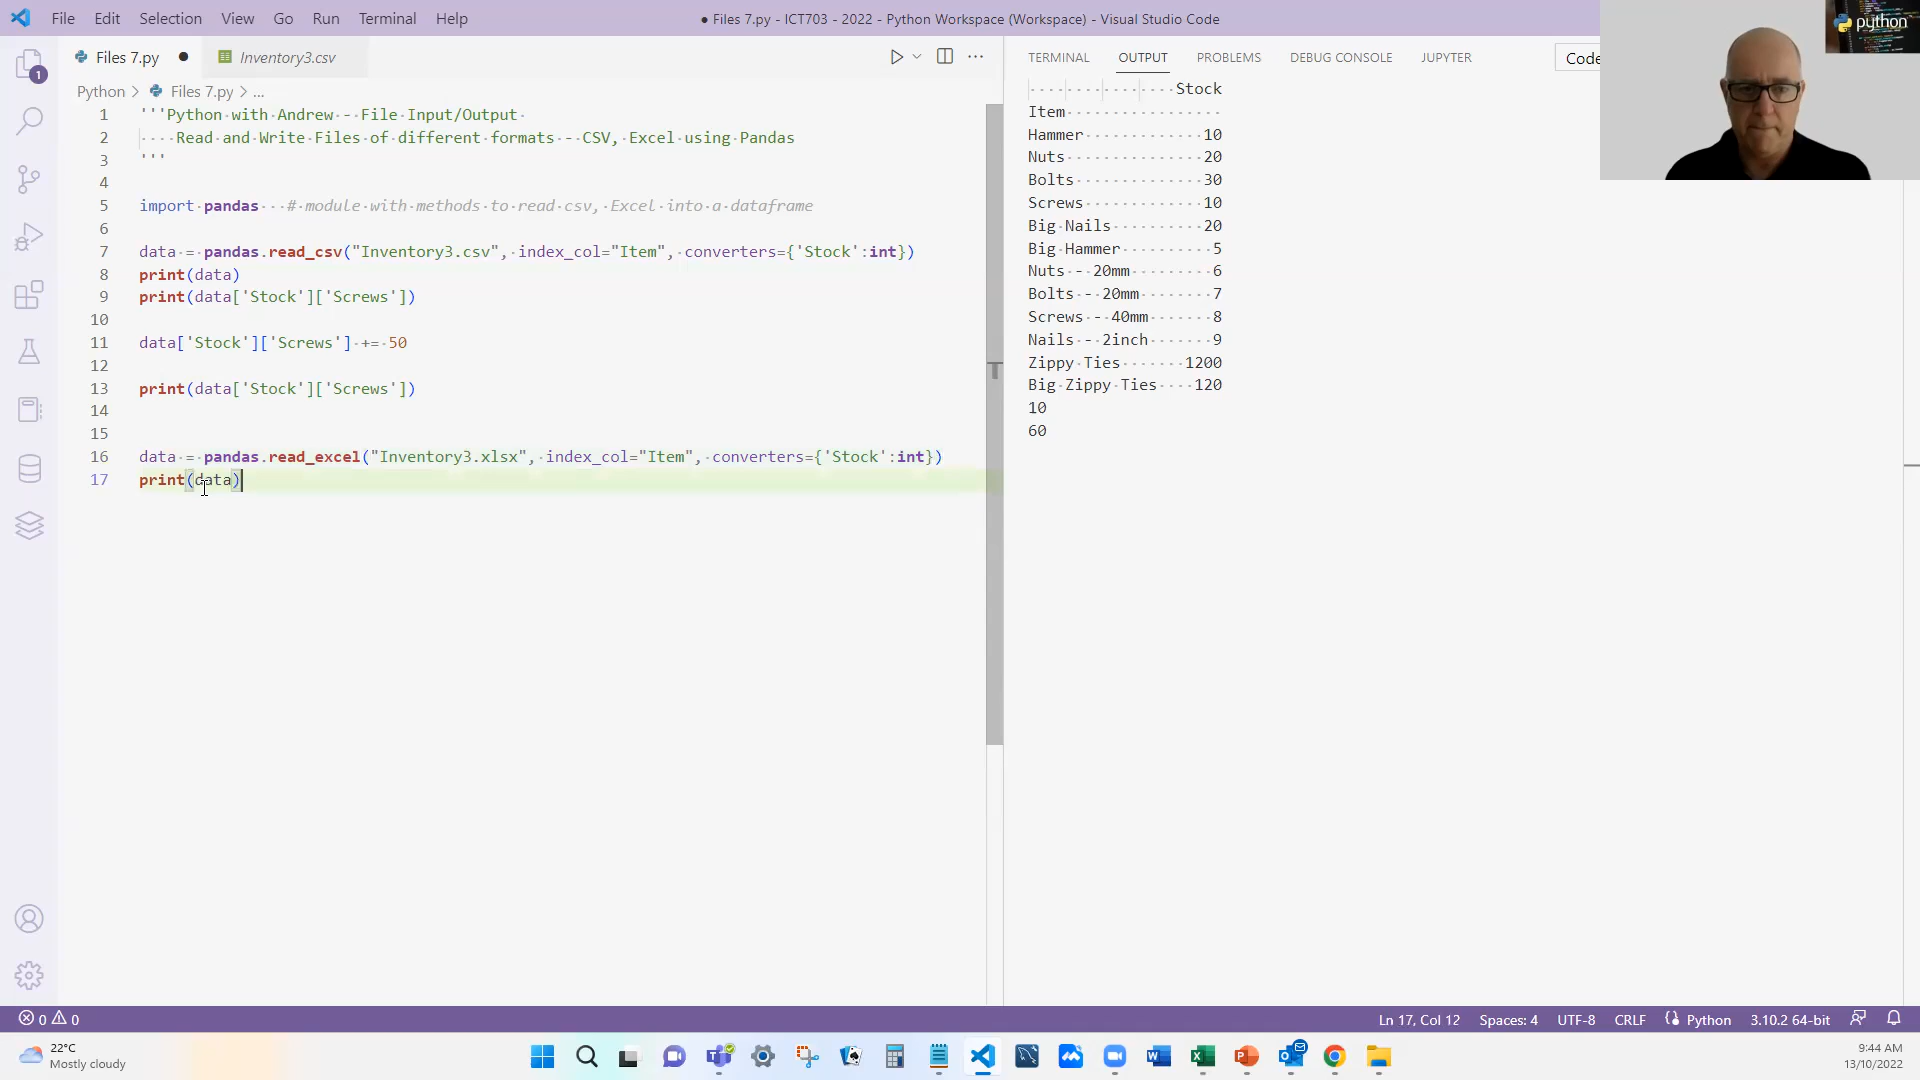 File Edit Selection View Go Run Terminal Help
● Files 7.py - ICT703 - 2022 - Python Workspace (Workspace) - Visual Studio Code
python
Files 7.py ●
Inventory3.csv
Python > Files 7.py > ...
1 '''Python with Andrew - File Input/Output
2 Read and Write Files of different formats - CSV, Excel using Pandas
3 '''
4
5 import pandas # module with methods to read csv, Excel into a dataframe
6
7 data = pandas.read_csv("Inventory3.csv", index_col="Item", converters={'Stock':int})
8 print(data)
9 print(data['Stock']['Screws'])
10
11 data['Stock']['Screws'] += 50
12
13 print(data['Stock']['Screws'])
14
15
16 data = pandas.read_excel("Inventory3.xlsx", index_col="Item", converters={'Stock':int})
17 print(data)
TERMINAL OUTPUT PROBLEMS DEBUG CONSOLE JUPYTER
Code
Stock
Item
Hammer 10
Nuts 20
Bolts 30
Screws 10
Big Nails 20
Big Hammer 5
Nuts - 20mm 6
Bolts - 20mm 7
Screws - 40mm 8
Nails - 2inch 9
Zippy Ties 1200
Big Zippy Ties 120
10
60
1
0 0
Ln 17, Col 12 Spaces: 4 UTF-8 CRLF Python 3.10.2 64-bit
22°C
Mostly cloudy
9:44 AM
13/10/2022